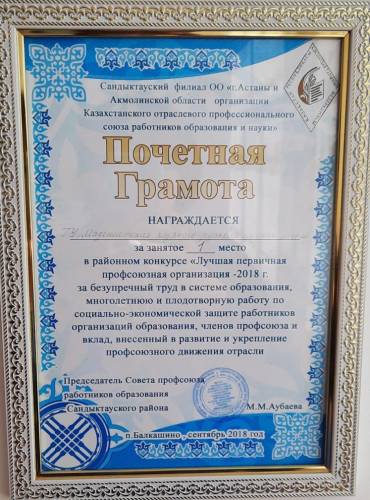 Сандыктауский филиал ОО «г.Астаны и
Акмолинской области организации
Казахстанского отраслевого профессионального
союза работников образования и науки»
Почетная
Грамота
НАГРАЖДАЕТСЯ
ГУ
за занятое 1 место
в районном конкурсе «Лучшая первичная
профсоюзная организация -2018 г.
за безупречный труд в системе образования,
многолетнюю и плодотворную работу по
социально-экономической защите работников
организаций образования, членов профсоюза и
вклад, внесенный в развитие и укрепление
профсоюзного движения отрасли
Председатель Совета профсоюза
работников образования
Сандыктауского района М.М.Аубаева
п.Балкашино - сентябрь 2018 год